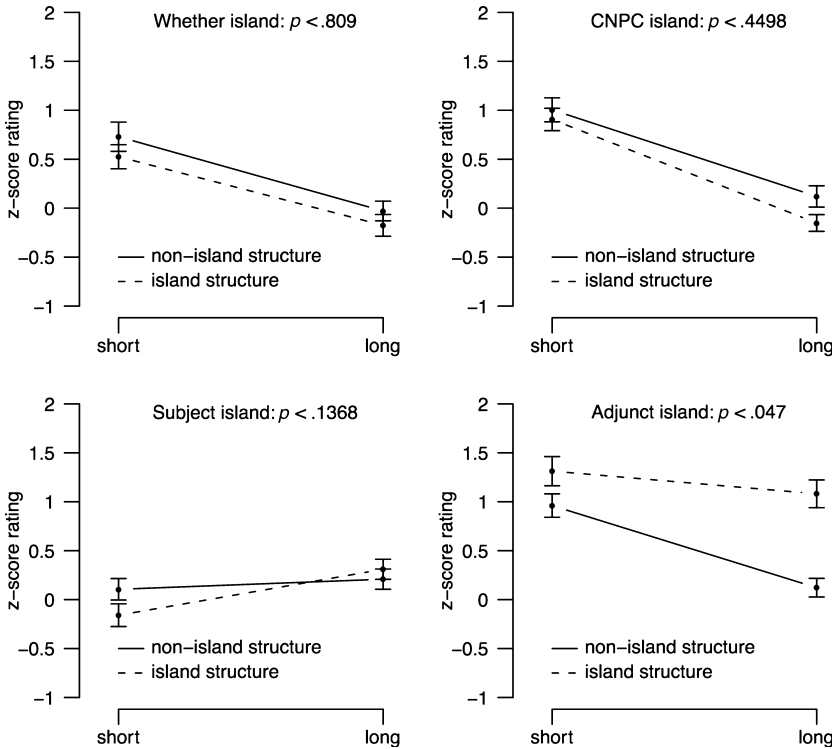 Whether island: p < .809
z−score rating
2
1.5
1
0.5
0
−0.5
−1
non−island structure
island structure
short long
CNPC island: p < .4498
z−score rating
2
1.5
1
0.5
0
−0.5
−1
non−island structure
island structure
short long
Subject island: p < .1368
z−score rating
2
1.5
1
0.5
0
−0.5
−1
non−island structure
island structure
short long
Adjunct island: p < .047
z−score rating
2
1.5
1
0.5
0
−0.5
−1
non−island structure
island structure
short long